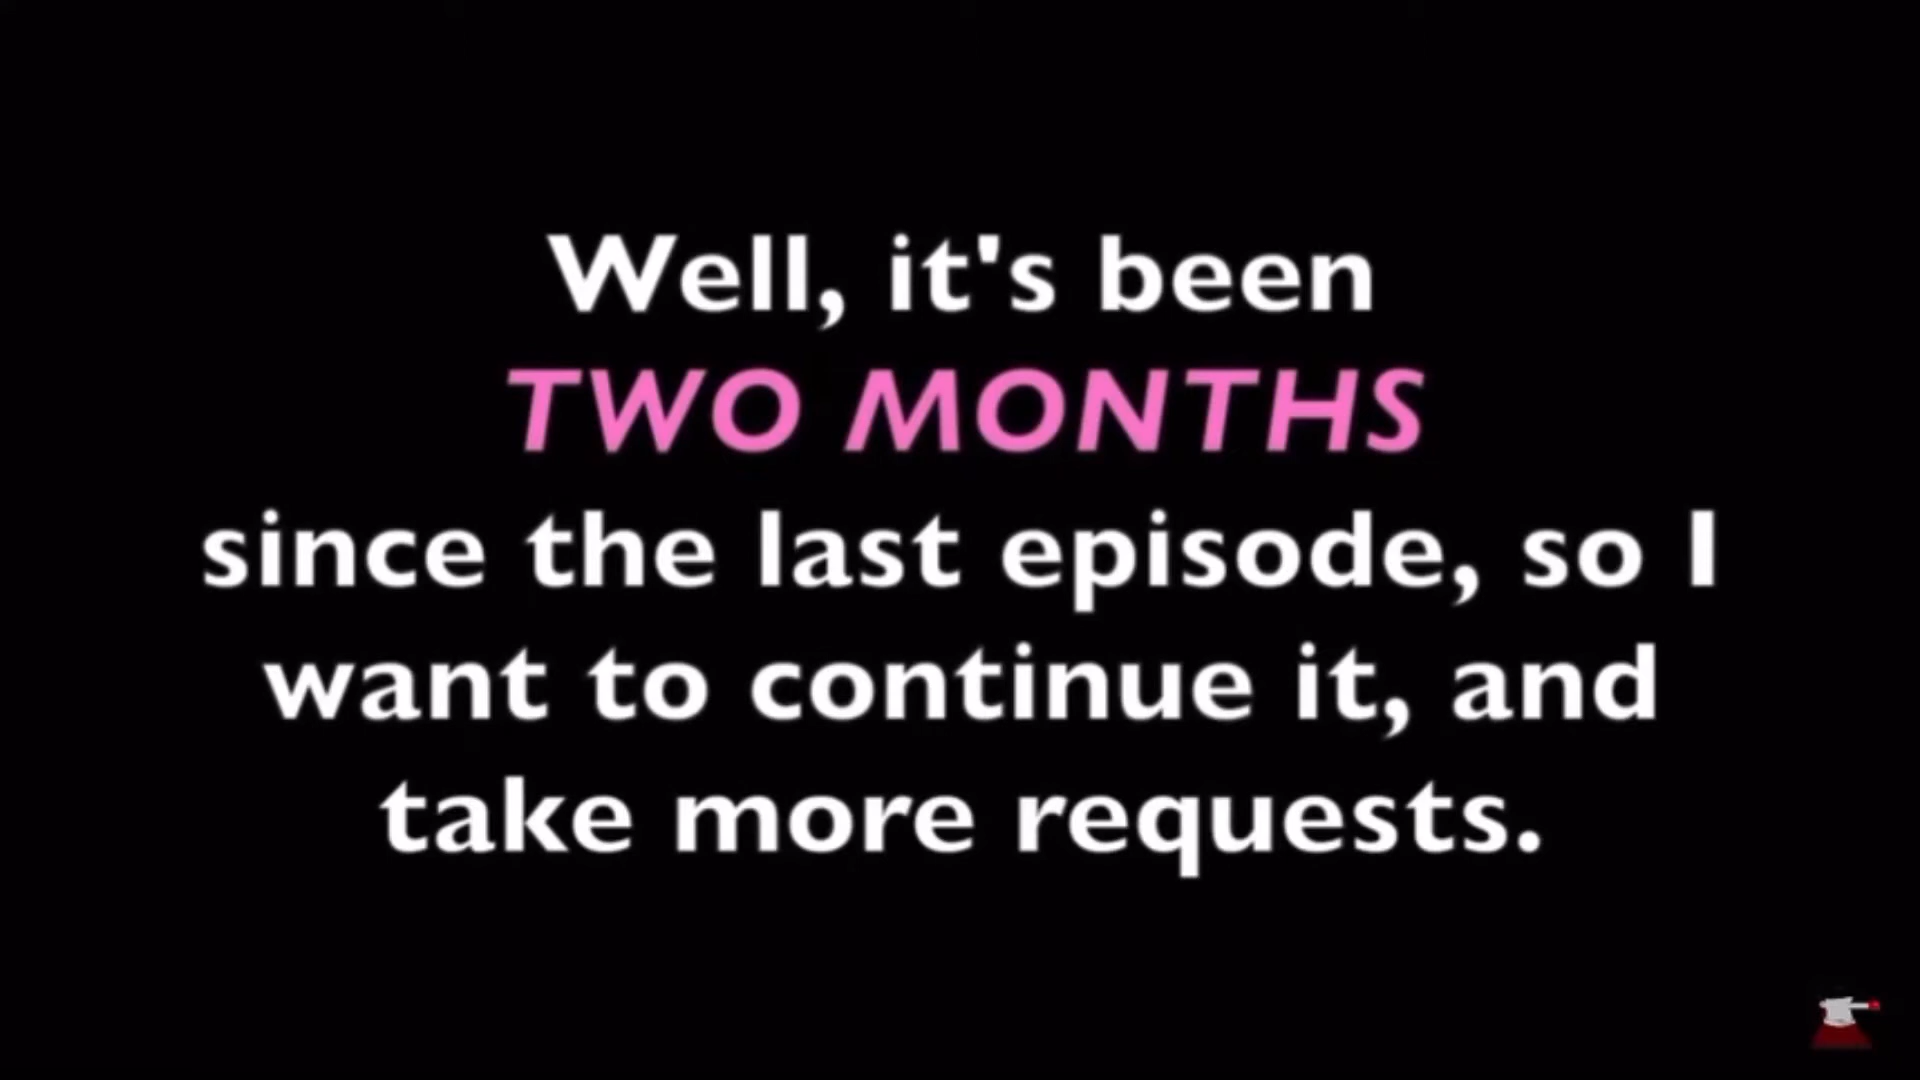 Well, it's been
TWO MONTHS
since the last episode, so I
want to continue it, and
take more requests.